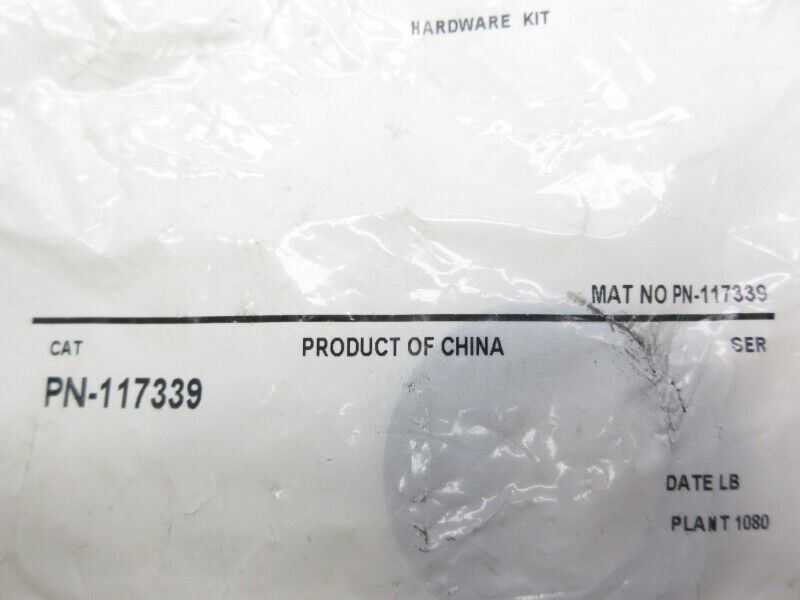 HARDWARE KIT
MAT NO PN-117339
CAT
PRODUCT OF CHINA
SER
PN-117339
DATE LB
PLANT 1080